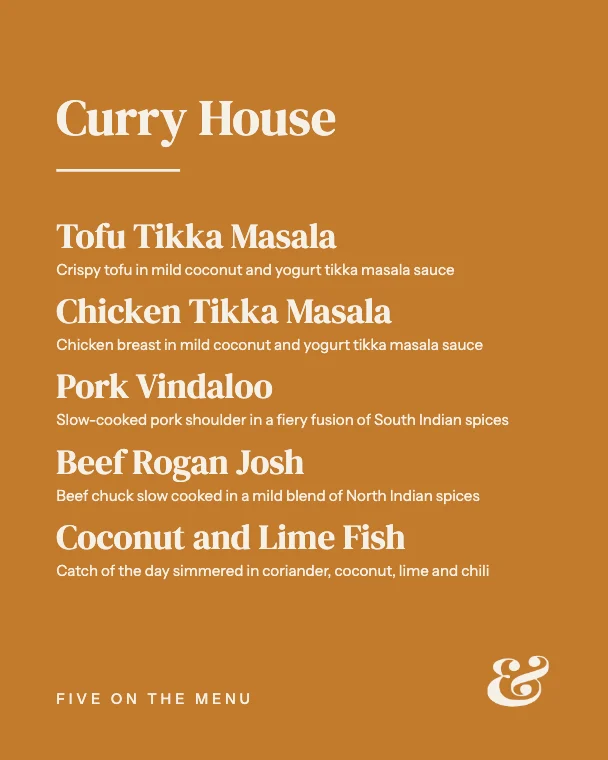 Curry House
Tofu Tikka Masala
Crispy tofu in mild coconut and yogurt tikka masala sauce
Chicken Tikka Masala
Chicken breast in mild coconut and yogurt tikka masala sauce
Pork Vindaloo
Slow-cooked pork shoulder in a fiery fusion of South Indian spices
Beef Rogan Josh
Beef chuck slow cooked in a mild blend of North Indian spices
Coconut and Lime Fish
Catch of the day simmered in coriander, coconut, lime and chili
FIVE ON THE MENU
&